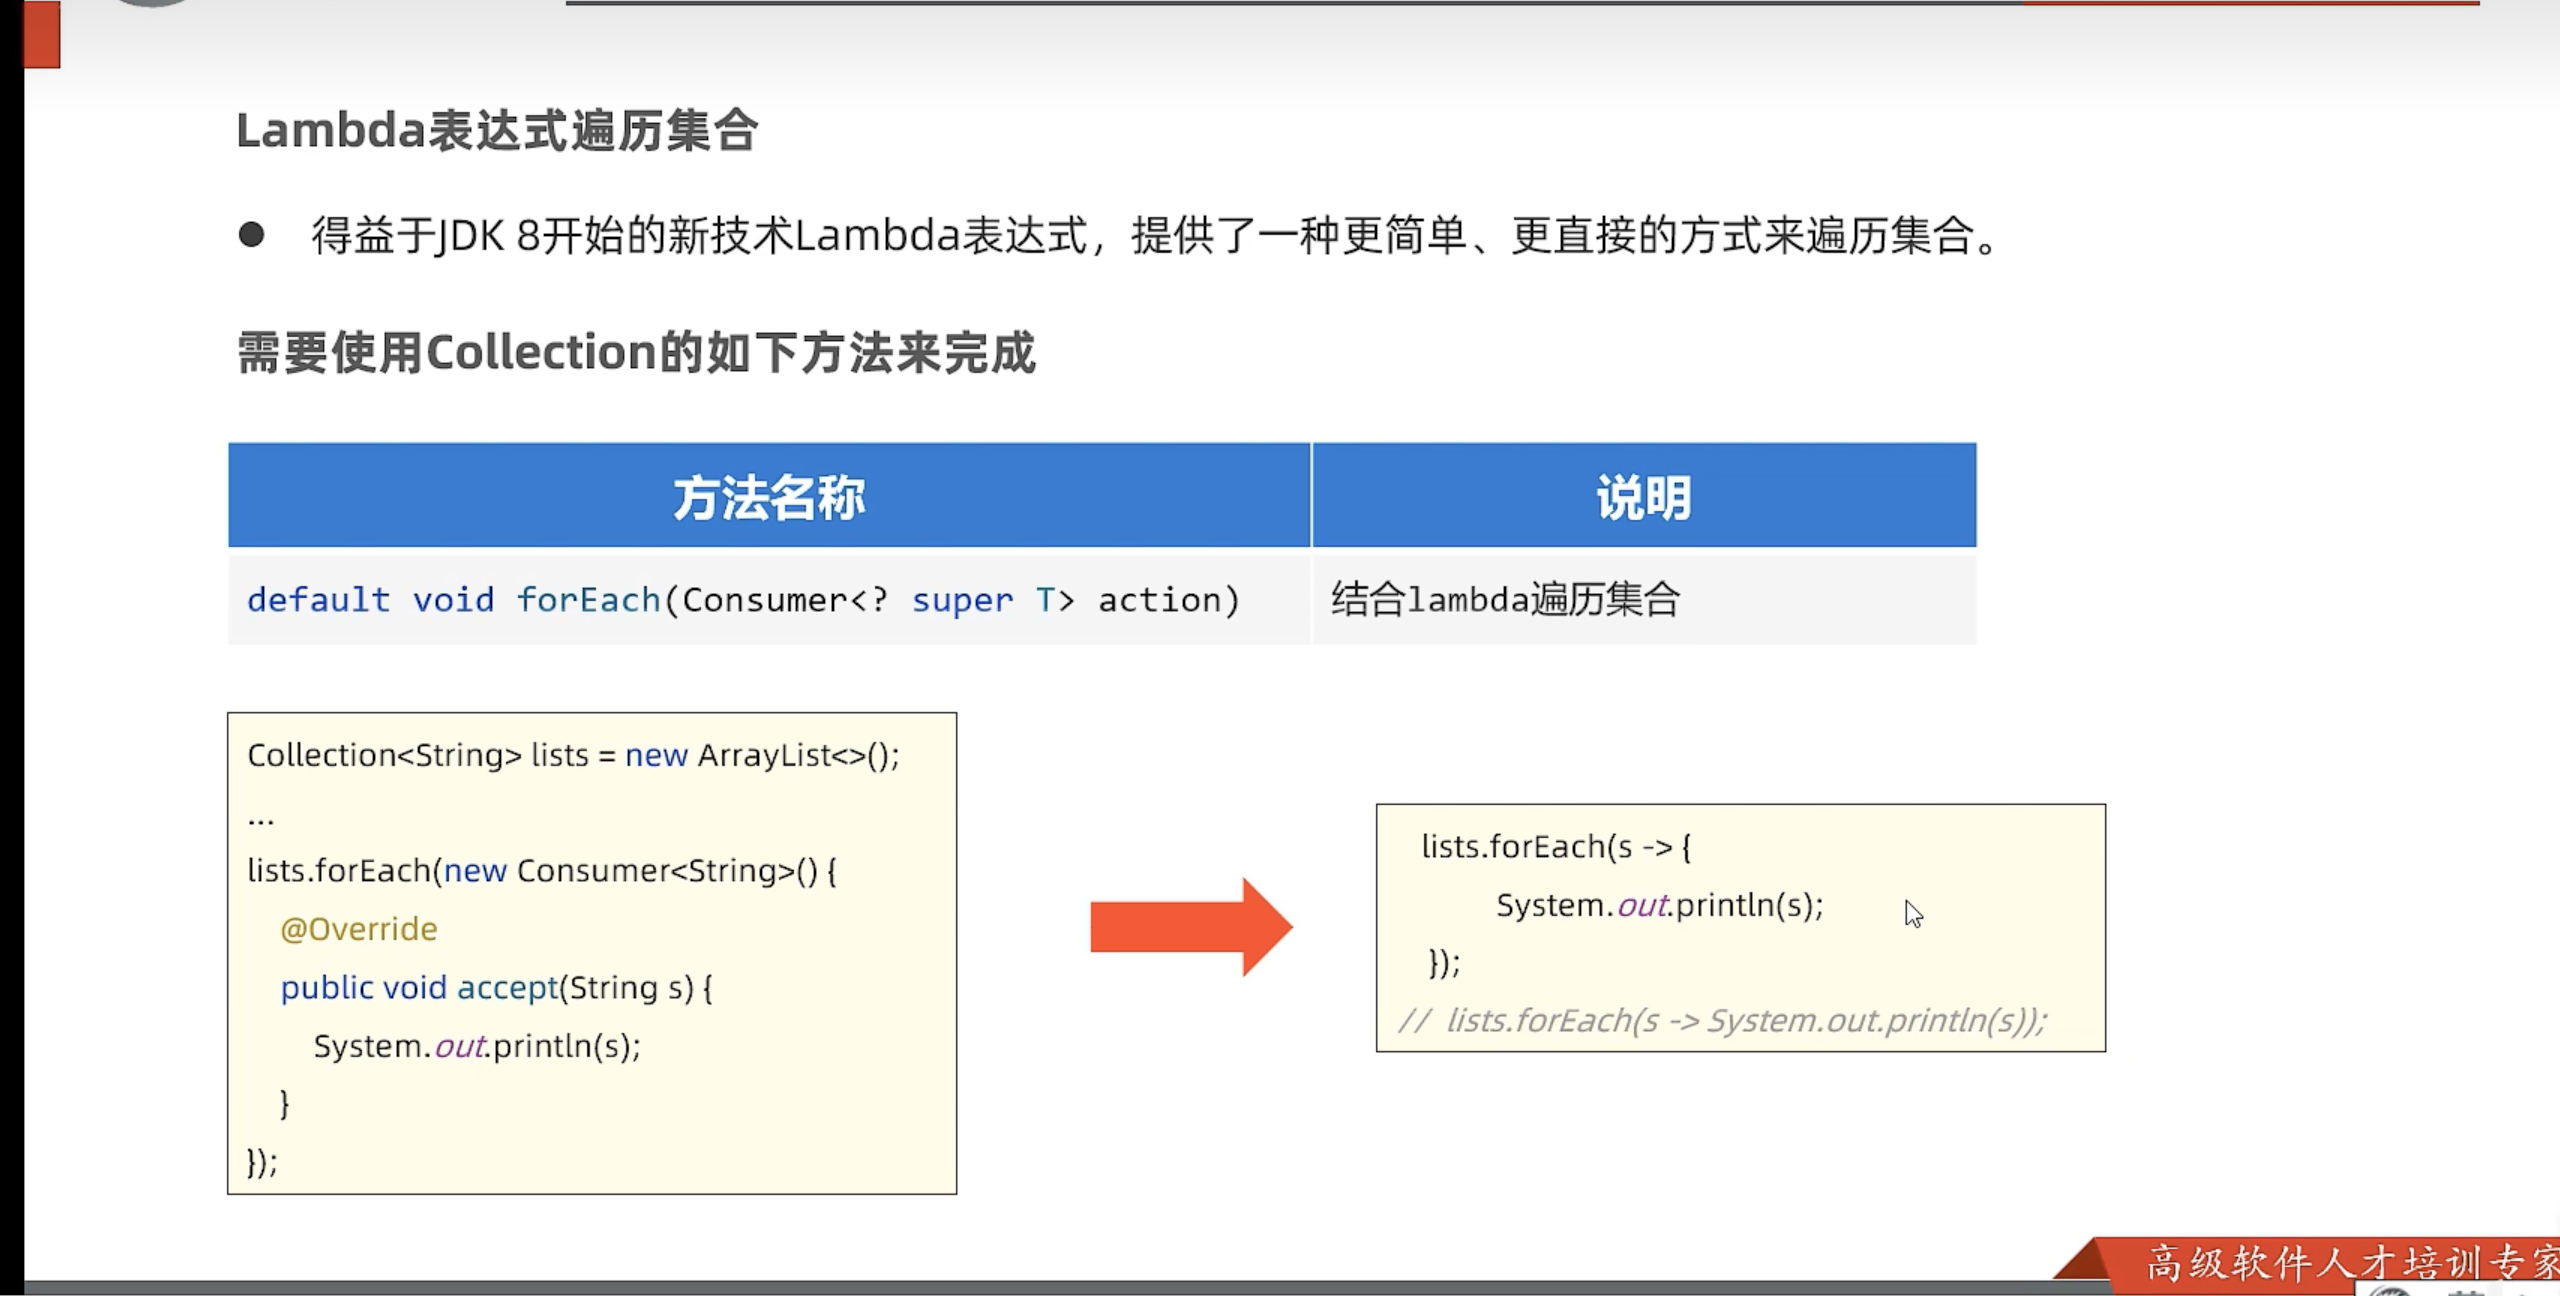 Lambda表达式遍历集合
● 得益于JDK 8开始的新技术Lambda表达式，提供了一种更简单、更直接的方式来遍历集合。
需要使用Collection的如下方法来完成
方法名称 说明
default void forEach(Consumer<? super T> action) 结合lambda遍历集合
Collection<String> lists = new ArrayList<>();
...
lists.forEach(new Consumer<String>() {
@Override
public void accept(String s) {
System.out.println(s);
}
});
lists.forEach(s -> {
System.out.println(s);
});
// lists.forEach(s -> System.out.println(s));
高级软件人才培训专家